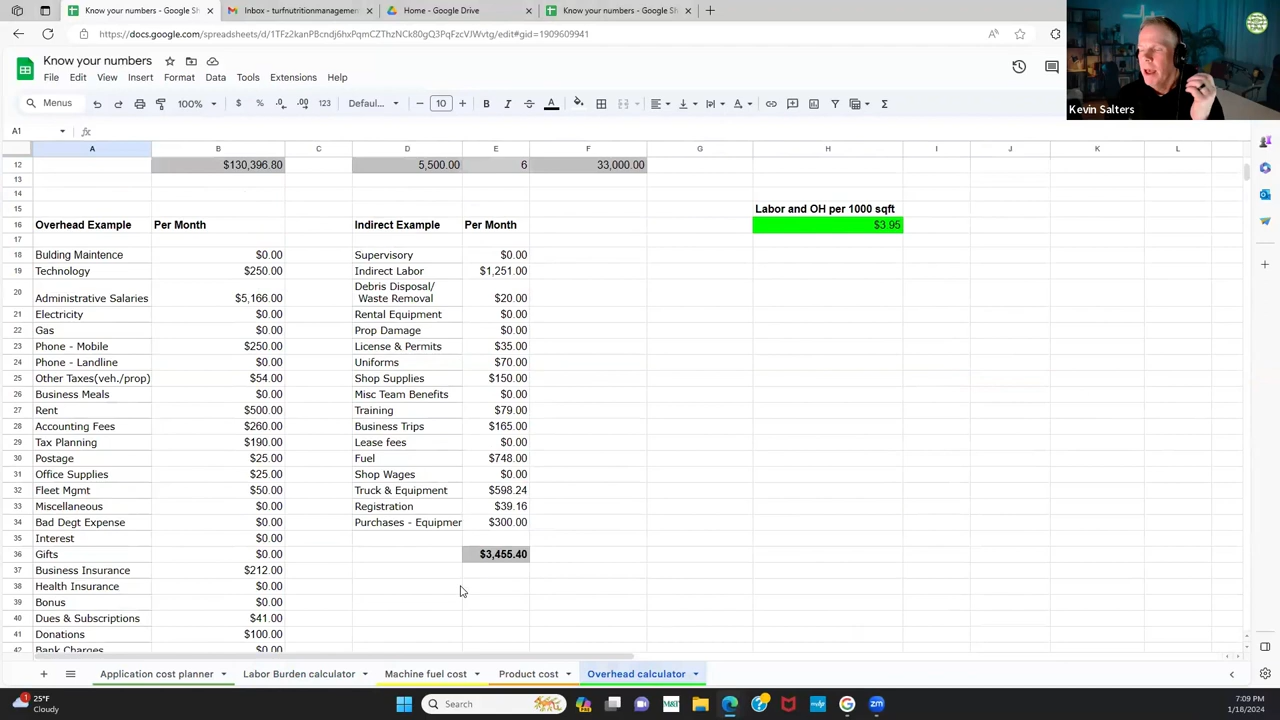 Know your numbers - Google Sh
Inbox - turfnutritionmanagemen
Home - Google Drive
Know your numbers - Google Sh
https://docs.google.com/spreadsheets/d/1TFz2kanPBcndj6hxPqmCZThzNCk80gQ3PqFzcVJWvtg/edit#gid=1909609941
Know your numbers
File Edit View Insert Format Data Tools Extensions Help
Kevin Salters
Menus 100% $ % .0 .00 123 Defaul... 10 B I A
A1 fx
A B C D E F G H I J K L
12 $130,396.80 5,500.00 6 33,000.00
13
14
15 Labor and OH per 1000 sqft
16 Overhead Example Per Month Indirect Example Per Month $3.95
17
18 Bulding Maintence $0.00 Supervisory $0.00
19 Technology $250.00 Indirect Labor $1,251.00
20 Administrative Salaries $5,166.00 Debris Disposal/ Waste Removal $20.00
21 Electricity $0.00 Rental Equipment $0.00
22 Gas $0.00 Prop Damage $0.00
23 Phone - Mobile $250.00 License & Permits $35.00
24 Phone - Landline $0.00 Uniforms $70.00
25 Other Taxes(veh./prop) $54.00 Shop Supplies $150.00
26 Business Meals $0.00 Misc Team Benefits $0.00
27 Rent $500.00 Training $79.00
28 Accounting Fees $260.00 Business Trips $165.00
29 Tax Planning $190.00 Lease fees $0.00
30 Postage $25.00 Fuel $748.00
31 Office Supplies $25.00 Shop Wages $0.00
32 Fleet Mgmt $50.00 Truck & Equipment $598.24
33 Miscellaneous $0.00 Registration $39.16
34 Bad Degt Expense $0.00 Purchases - Equipmer $300.00
35 Interest $0.00
36 Gifts $0.00 $3,455.40
37 Business Insurance $212.00
38 Health Insurance $0.00
39 Bonus $0.00
40 Dues & Subscriptions $41.00
41 Donations $100.00
42 Bank Charges $0.00
Application cost planner Labor Burden calculator Machine fuel cost Product cost Overhead calculator
25°F
Cloudy
Search
M&T
zm
7:09 PM
1/18/2024